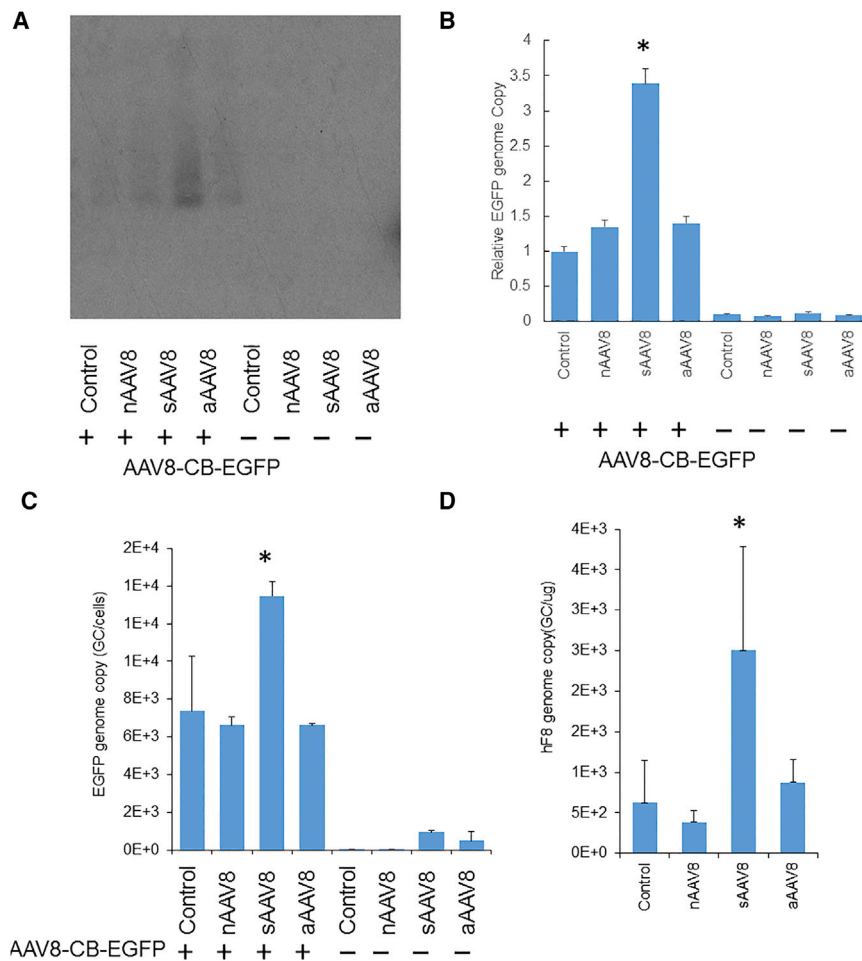 A
Control
nAAV8
sAAV8
aAAV8
Control
nAAV8
sAAV8
aAAV8
+ + + + – – – –
AAV8-CB-EGFP
B
Relative EGFP genome Copy
4
3.5
3
2.5
2
1.5
1
0.5
0
*
Control
nAAV8
sAAV8
aAAV8
Control
nAAV8
sAAV8
aAAV8
+ + + + – – – –
AAV8-CB-EGFP
C
EGFP genome copy (GC/cells)
2E+4
1E+4
1E+4
1E+4
8E+3
6E+3
4E+3
2E+3
0E+0
*
Control
nAAV8
sAAV8
aAAV8
Control
nAAV8
sAAV8
aAAV8
AAV8-CB-EGFP + + + + – – – –
D
hF8 genome copy(GC/ug)
4E+3
4E+3
3E+3
3E+3
2E+3
2E+3
1E+3
5E+2
0E+0
*
Control
nAAV8
sAAV8
aAAV8